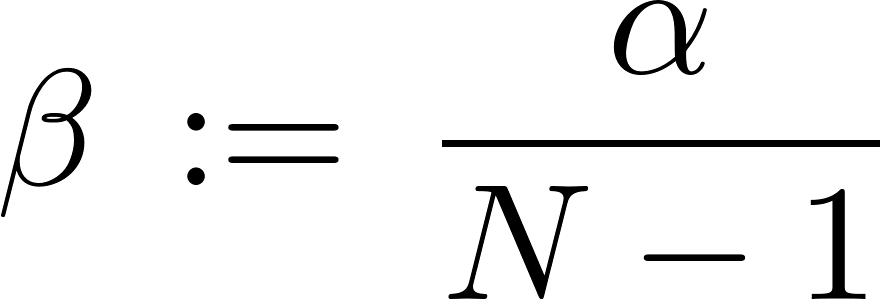 β := α / (N − 1)